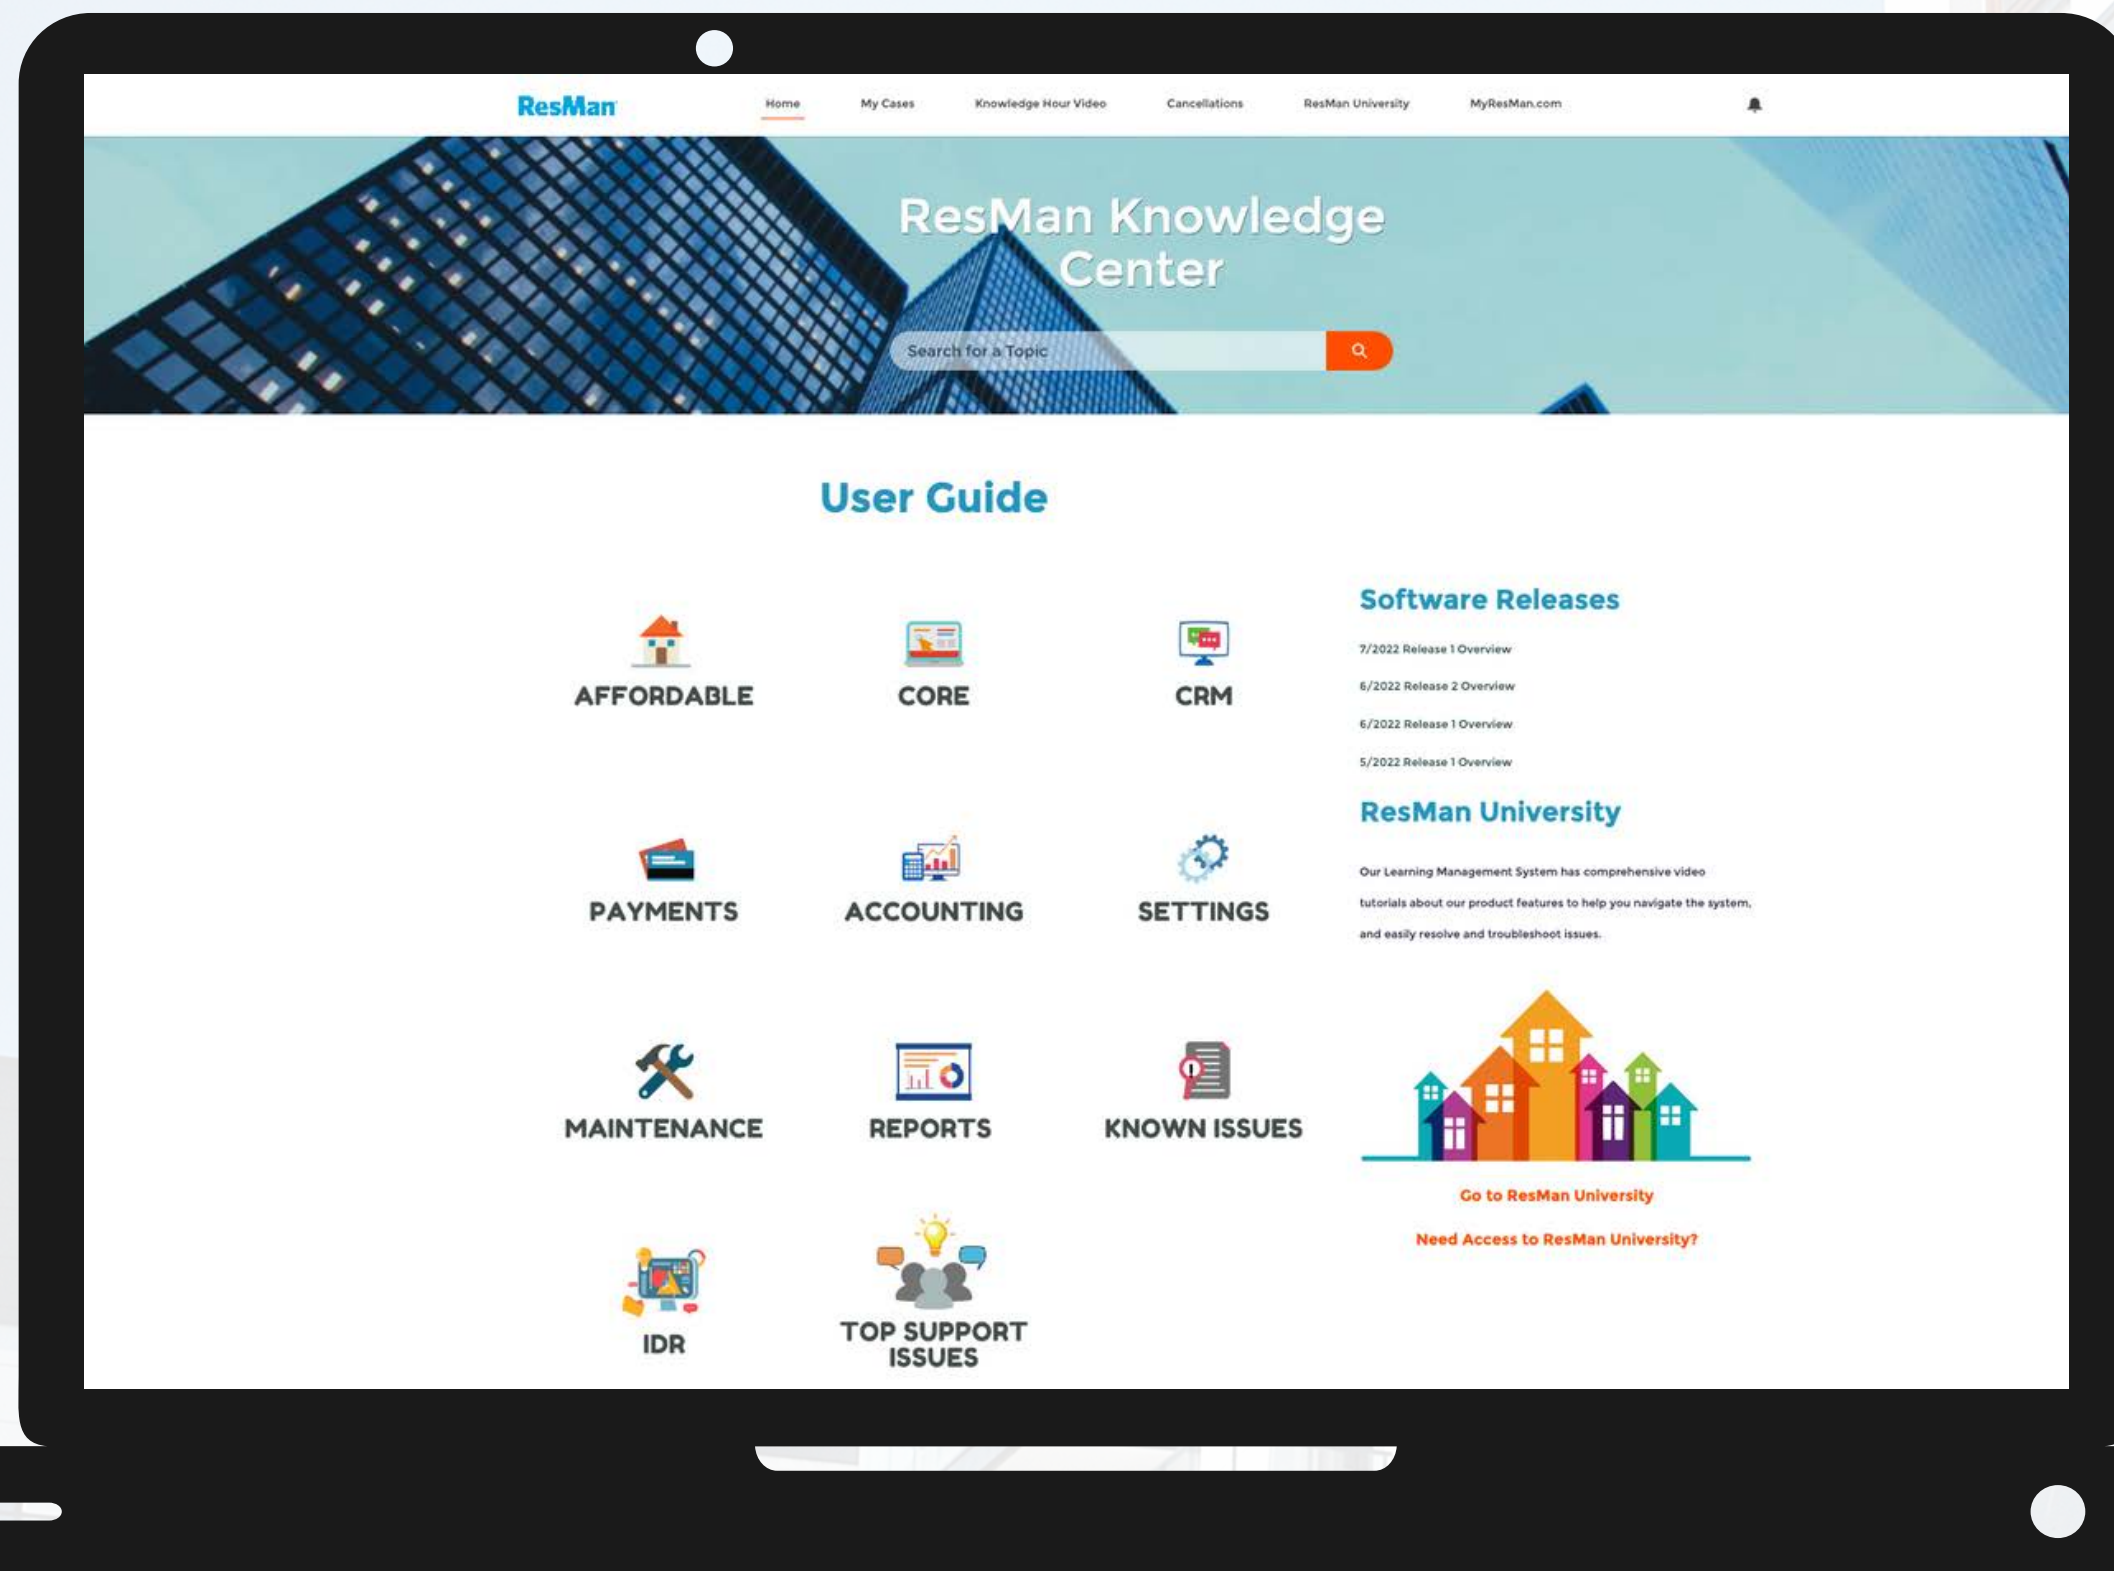 ResMan
Home
My Cases
Knowledge Hour Video
Cancellations
ResMan University
MyResMan.com
ResMan Knowledge
Center
Search for a Topic
User Guide
AFFORDABLE
CORE
CRM
PAYMENTS
ACCOUNTING
SETTINGS
MAINTENANCE
REPORTS
KNOWN ISSUES
IDR
TOP SUPPORT
ISSUES
Software Releases
7/2022 Release 1 Overview
6/2022 Release 2 Overview
6/2022 Release 1 Overview
5/2022 Release 1 Overview
ResMan University
Our Learning Management System has comprehensive video
tutorials about our product features to help you navigate the system,
and easily resolve and troubleshoot issues.
Go to ResMan University
Need Access to ResMan University?